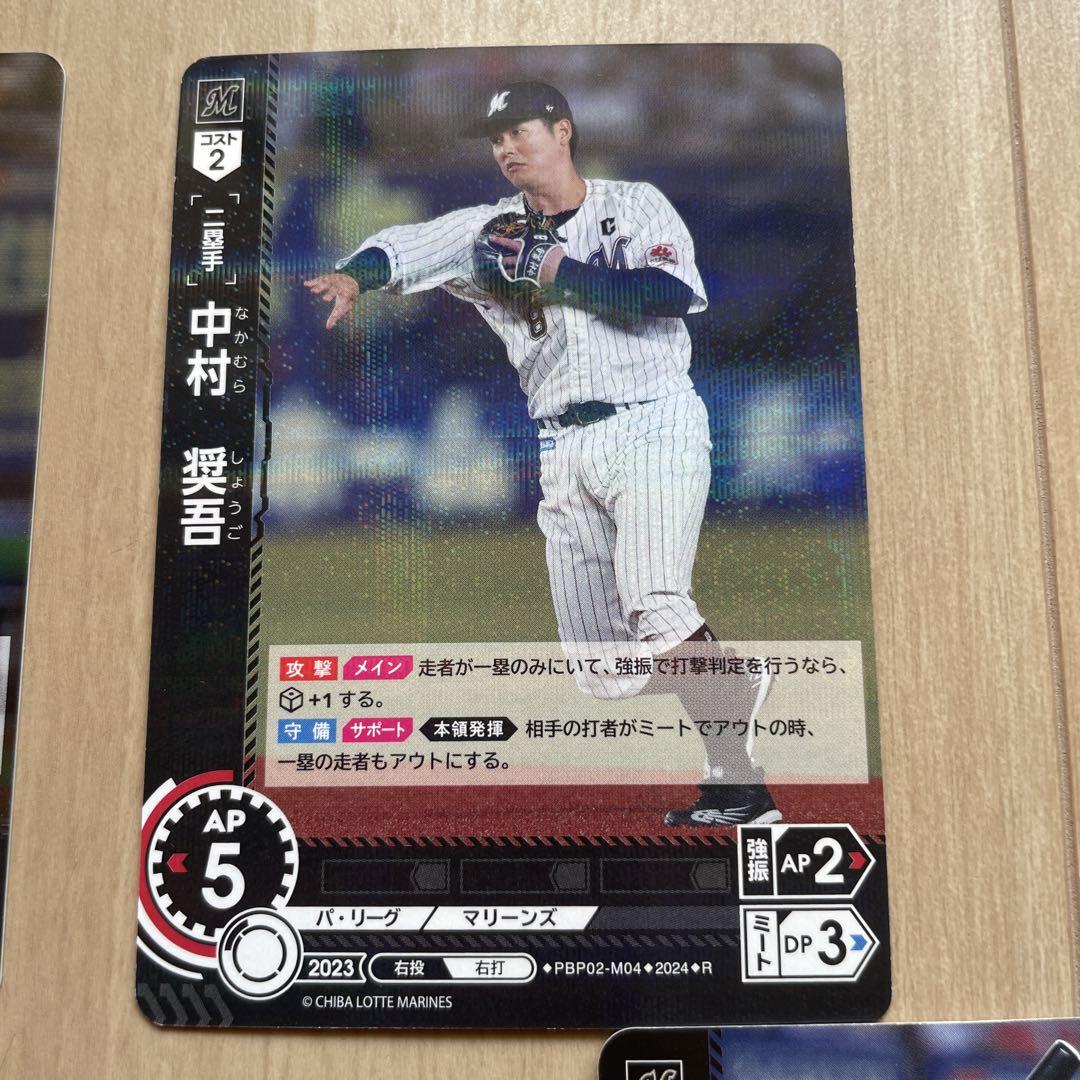 M
コスト
2
二塁手
中村 奨吾
なかむら しょうご
M
C
M
8
攻撃 メイン 走者が一塁のみにいて、強振で打撃判定を行うなら、
+1 する。
守備 サポート 本領発揮 相手の打者がミートでアウトの時、
一塁の走者もアウトにする。
AP
5
強振 AP 2
パ・リーグ マリーンズ
ミート DP 3
2023 右投 右打 ◆PBP02-M04◆2024◆R
© CHIBA LOTTE MARINES
M